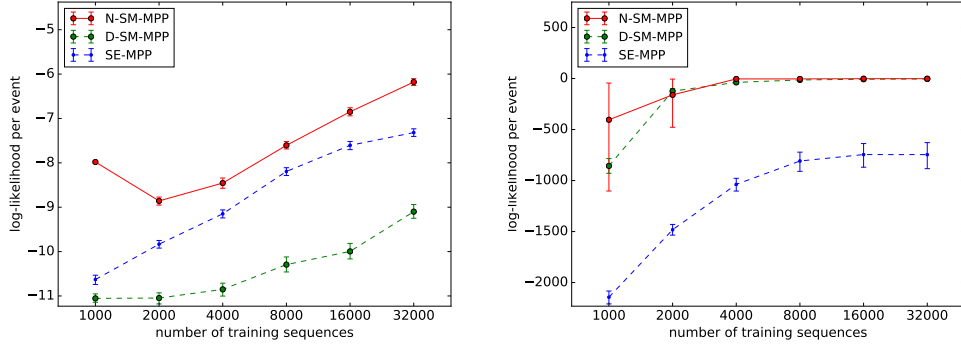 N-SM-MPP
D-SM-MPP
SE-MPP
log-likelihood per event
−5
−6
−7
−8
−9
−10
−11
1000 2000 4000 8000 16000 32000
number of training sequences
N-SM-MPP
D-SM-MPP
SE-MPP
log-likelihood per event
0
−500
−1000
−1500
−2000
1000 2000 4000 8000 16000 32000
number of training sequences